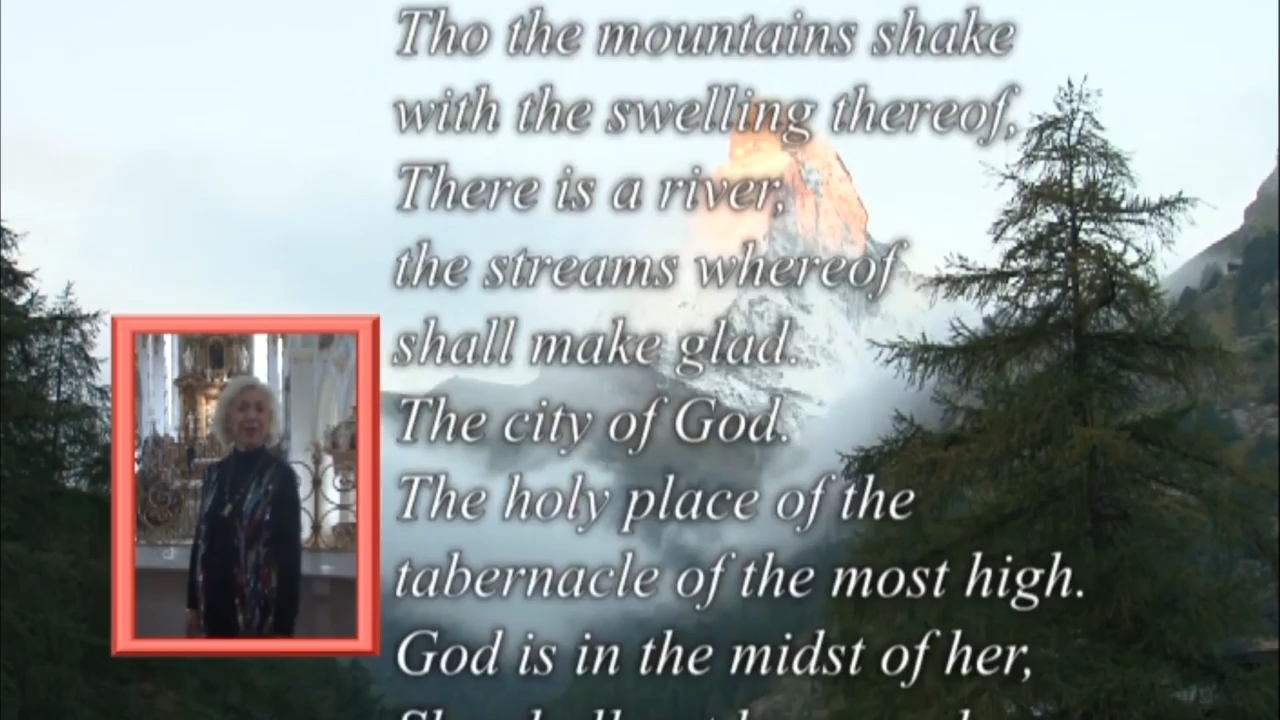 Tho the mountains shake
with the swelling thereof,
There is a river,
the streams whereof
shall make glad.
The city of God.
The holy place of the
tabernacle of the most high.
God is in the midst of her,